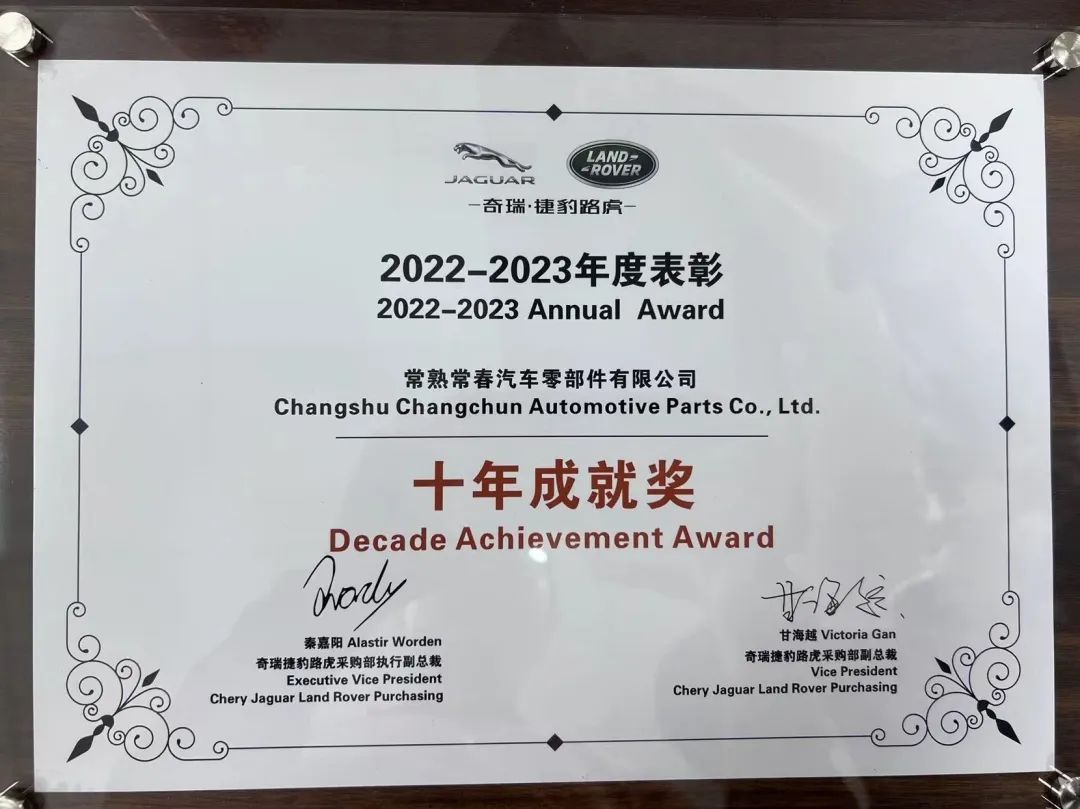 JAGUAR
LAND-
-ROVER
-奇瑞·捷豹路虎-
2022-2023年度表彰
2022-2023 Annual Award
常熟常春汽车零部件有限公司
Changshu Changchun Automotive Parts Co., Ltd.
十年成就奖
Decade Achievement Award
秦嘉阳 Alastir Worden
奇瑞捷豹路虎采购部执行副总裁
Executive Vice President
Chery Jaguar Land Rover Purchasing
甘海越
甘海越 Victoria Gan
奇瑞捷豹路虎采购部副总裁
Vice President
Chery Jaguar Land Rover Purchasing